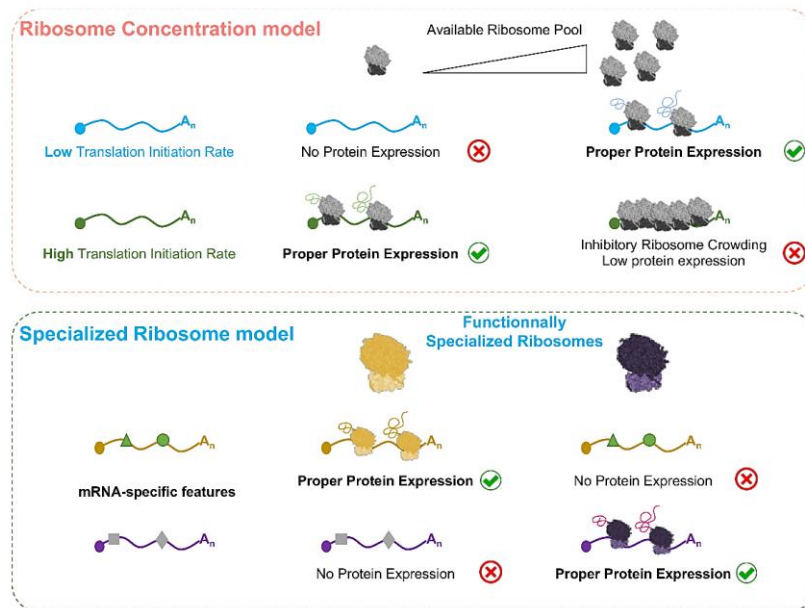 Ribosome Concentration model
Available Ribosome Pool
An
An
An
Low Translation Initiation Rate
No Protein Expression
Proper Protein Expression
An
An
An
High Translation Initiation Rate
Proper Protein Expression
Inhibitory Ribosome Crowding
Low protein expression
Specialized Ribosome model
Functionnally
Specialized Ribosomes
An
An
An
Proper Protein Expression
No Protein Expression
mRNA-specific features
An
An
An
No Protein Expression
Proper Protein Expression